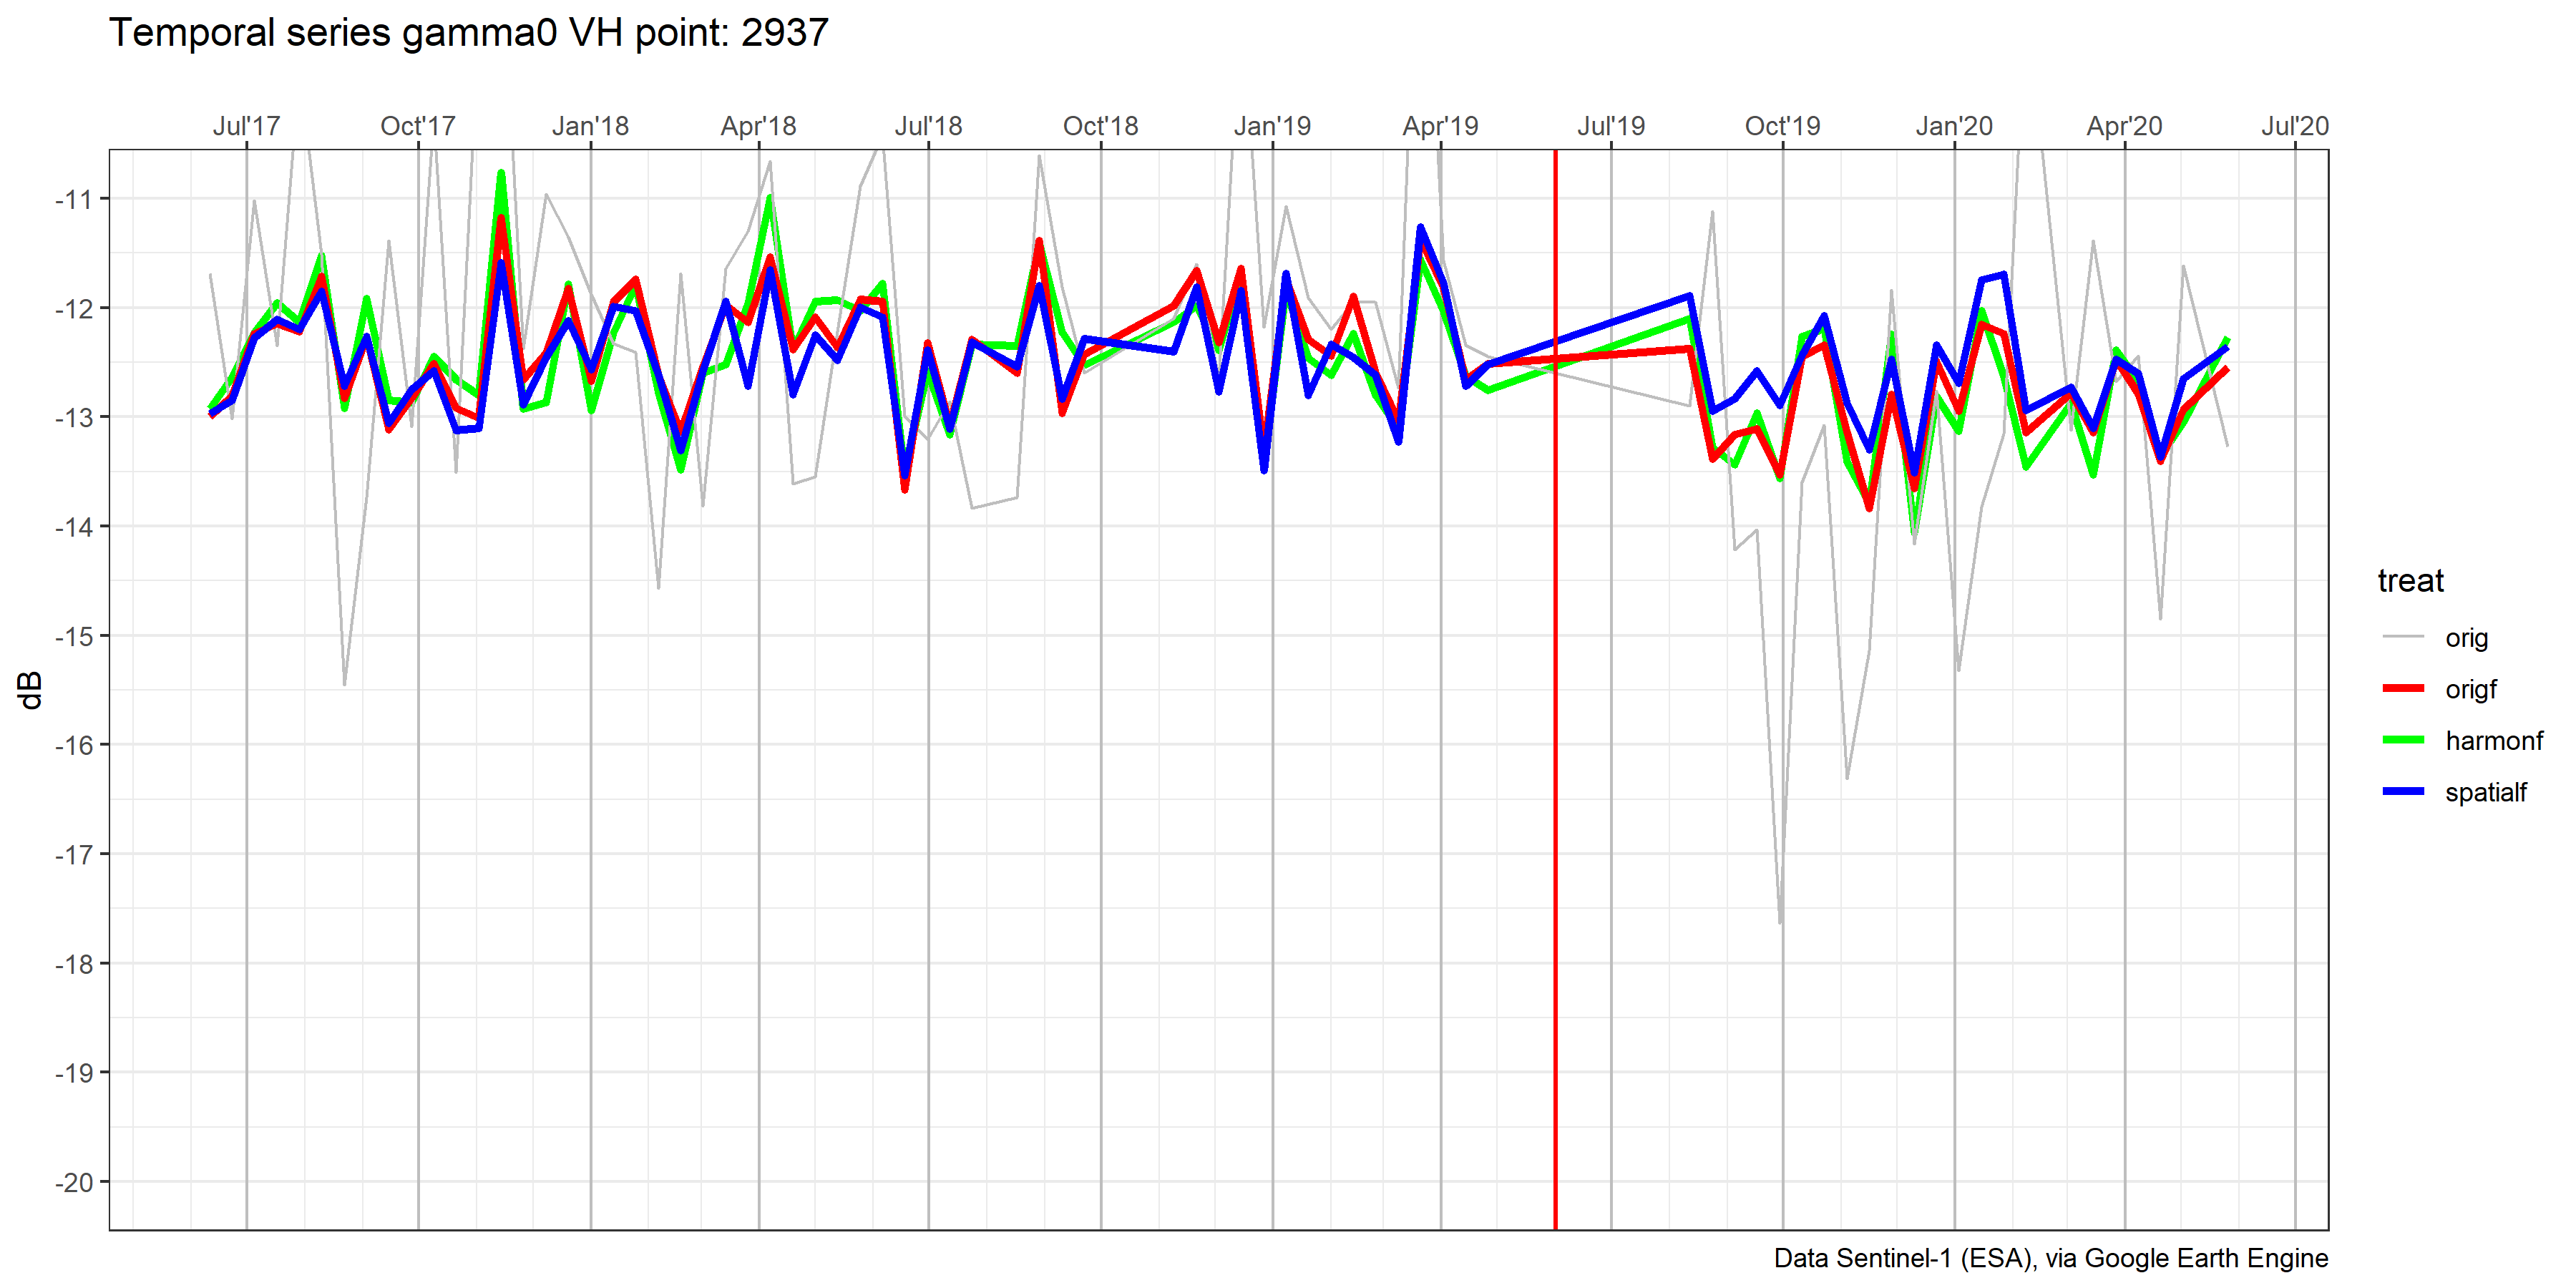 Temporal series gamma0 VH point: 2937
Jul'17 Oct'17 Jan'18 Apr'18 Jul'18 Oct'18 Jan'19 Apr'19 Jul'19 Oct'19 Jan'20 Apr'20 Jul'20
-11
-12
-13
-14
-15
-16
-17
-18
-19
-20
dB
treat
orig
origf
harmonf
spatialf
Data Sentinel-1 (ESA), via Google Earth Engine